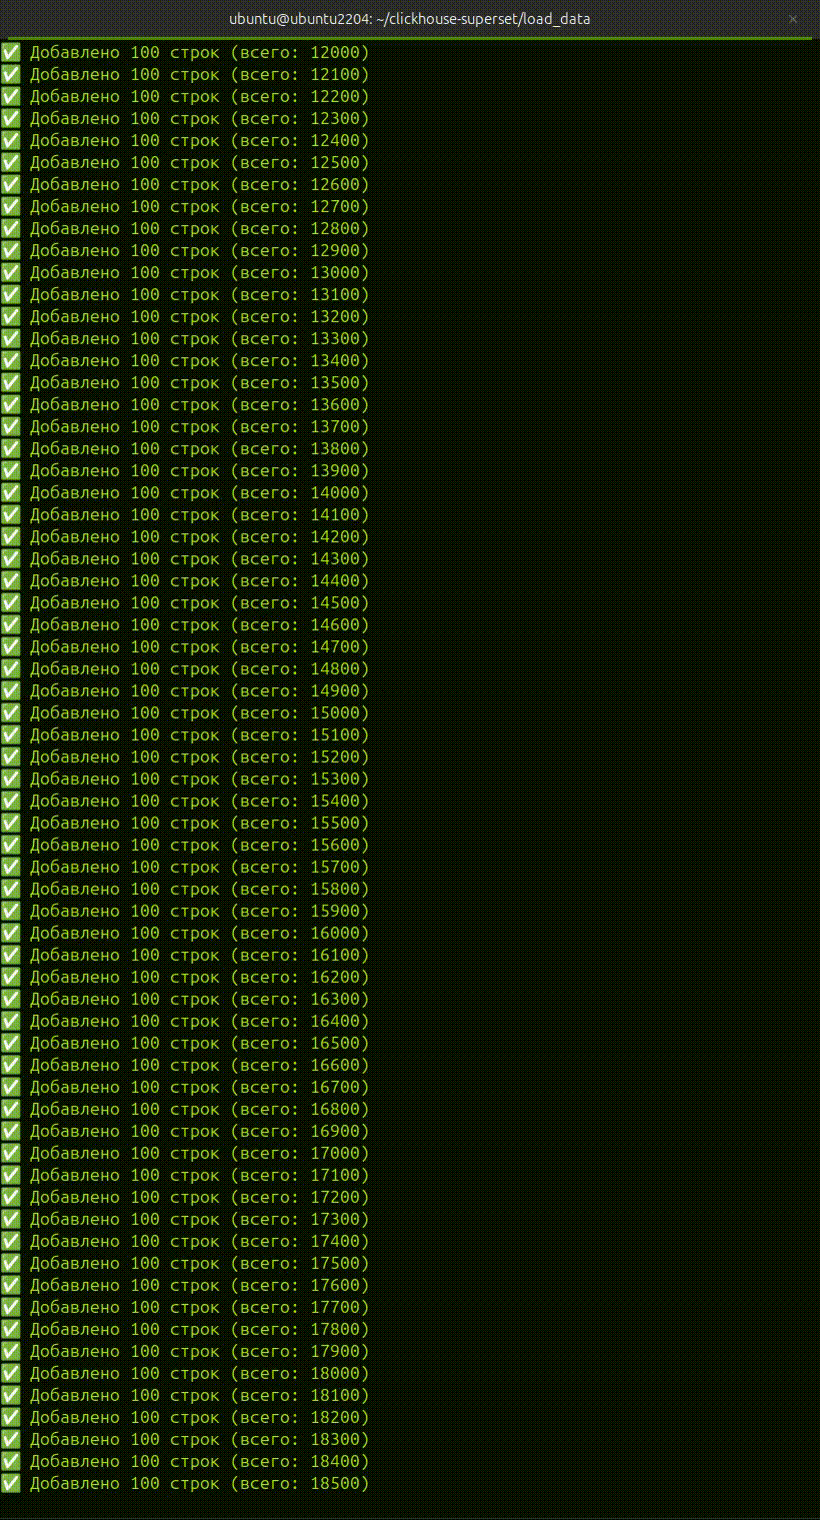 ubuntu@ubuntu2204: ~/clickhouse-superset/load_data ×
✅ Добавлено 100 строк (всего: 12000)
✅ Добавлено 100 строк (всего: 12100)
✅ Добавлено 100 строк (всего: 12200)
✅ Добавлено 100 строк (всего: 12300)
✅ Добавлено 100 строк (всего: 12400)
✅ Добавлено 100 строк (всего: 12500)
✅ Добавлено 100 строк (всего: 12600)
✅ Добавлено 100 строк (всего: 12700)
✅ Добавлено 100 строк (всего: 12800)
✅ Добавлено 100 строк (всего: 12900)
✅ Добавлено 100 строк (всего: 13000)
✅ Добавлено 100 строк (всего: 13100)
✅ Добавлено 100 строк (всего: 13200)
✅ Добавлено 100 строк (всего: 13300)
✅ Добавлено 100 строк (всего: 13400)
✅ Добавлено 100 строк (всего: 13500)
✅ Добавлено 100 строк (всего: 13600)
✅ Добавлено 100 строк (всего: 13700)
✅ Добавлено 100 строк (всего: 13800)
✅ Добавлено 100 строк (всего: 13900)
✅ Добавлено 100 строк (всего: 14000)
✅ Добавлено 100 строк (всего: 14100)
✅ Добавлено 100 строк (всего: 14200)
✅ Добавлено 100 строк (всего: 14300)
✅ Добавлено 100 строк (всего: 14400)
✅ Добавлено 100 строк (всего: 14500)
✅ Добавлено 100 строк (всего: 14600)
✅ Добавлено 100 строк (всего: 14700)
✅ Добавлено 100 строк (всего: 14800)
✅ Добавлено 100 строк (всего: 14900)
✅ Добавлено 100 строк (всего: 15000)
✅ Добавлено 100 строк (всего: 15100)
✅ Добавлено 100 строк (всего: 15200)
✅ Добавлено 100 строк (всего: 15300)
✅ Добавлено 100 строк (всего: 15400)
✅ Добавлено 100 строк (всего: 15500)
✅ Добавлено 100 строк (всего: 15600)
✅ Добавлено 100 строк (всего: 15700)
✅ Добавлено 100 строк (всего: 15800)
✅ Добавлено 100 строк (всего: 15900)
✅ Добавлено 100 строк (всего: 16000)
✅ Добавлено 100 строк (всего: 16100)
✅ Добавлено 100 строк (всего: 16200)
✅ Добавлено 100 строк (всего: 16300)
✅ Добавлено 100 строк (всего: 16400)
✅ Добавлено 100 строк (всего: 16500)
✅ Добавлено 100 строк (всего: 16600)
✅ Добавлено 100 строк (всего: 16700)
✅ Добавлено 100 строк (всего: 16800)
✅ Добавлено 100 строк (всего: 16900)
✅ Добавлено 100 строк (всего: 17000)
✅ Добавлено 100 строк (всего: 17100)
✅ Добавлено 100 строк (всего: 17200)
✅ Добавлено 100 строк (всего: 17300)
✅ Добавлено 100 строк (всего: 17400)
✅ Добавлено 100 строк (всего: 17500)
✅ Добавлено 100 строк (всего: 17600)
✅ Добавлено 100 строк (всего: 17700)
✅ Добавлено 100 строк (всего: 17800)
✅ Добавлено 100 строк (всего: 17900)
✅ Добавлено 100 строк (всего: 18000)
✅ Добавлено 100 строк (всего: 18100)
✅ Добавлено 100 строк (всего: 18200)
✅ Добавлено 100 строк (всего: 18300)
✅ Добавлено 100 строк (всего: 18400)
✅ Добавлено 100 строк (всего: 18500)